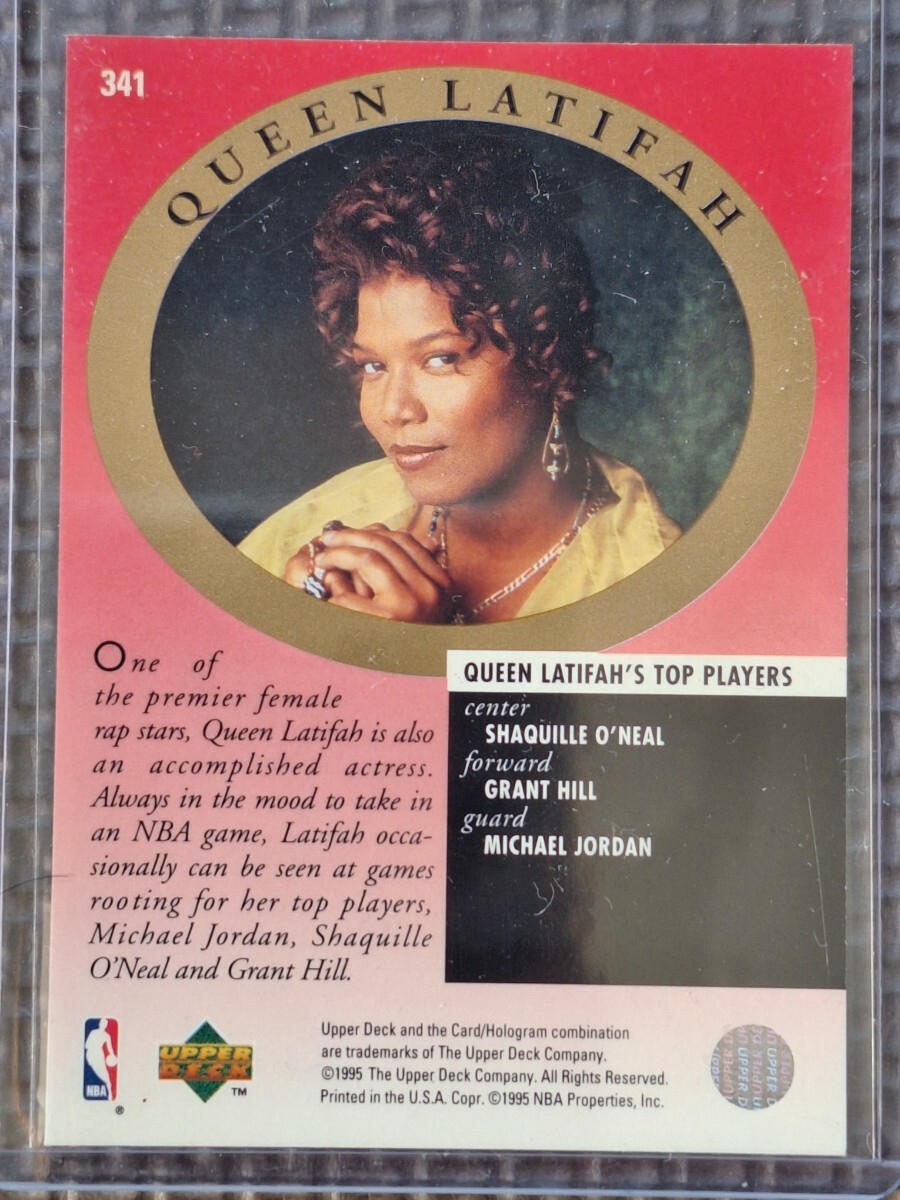 341
QUEEN LATIFAH
One of
the premier female
rap stars, Queen Latifah is also
an accomplished actress.
Always in the mood to take in
an NBA game, Latifah occa-
sionally can be seen at games
rooting for her top players,
Michael Jordan, Shaquille
O'Neal and Grant Hill.
QUEEN LATIFAH'S TOP PLAYERS
center
SHAQUILLE O'NEAL
forward
GRANT HILL
guard
MICHAEL JORDAN
NBA
®
UPPER
DECK
TM
Upper Deck and the Card/Hologram combination
are trademarks of The Upper Deck Company.
©1995 The Upper Deck Company. All Rights Reserved.
Printed in the U.S.A. Copr. ©1995 NBA Properties, Inc.